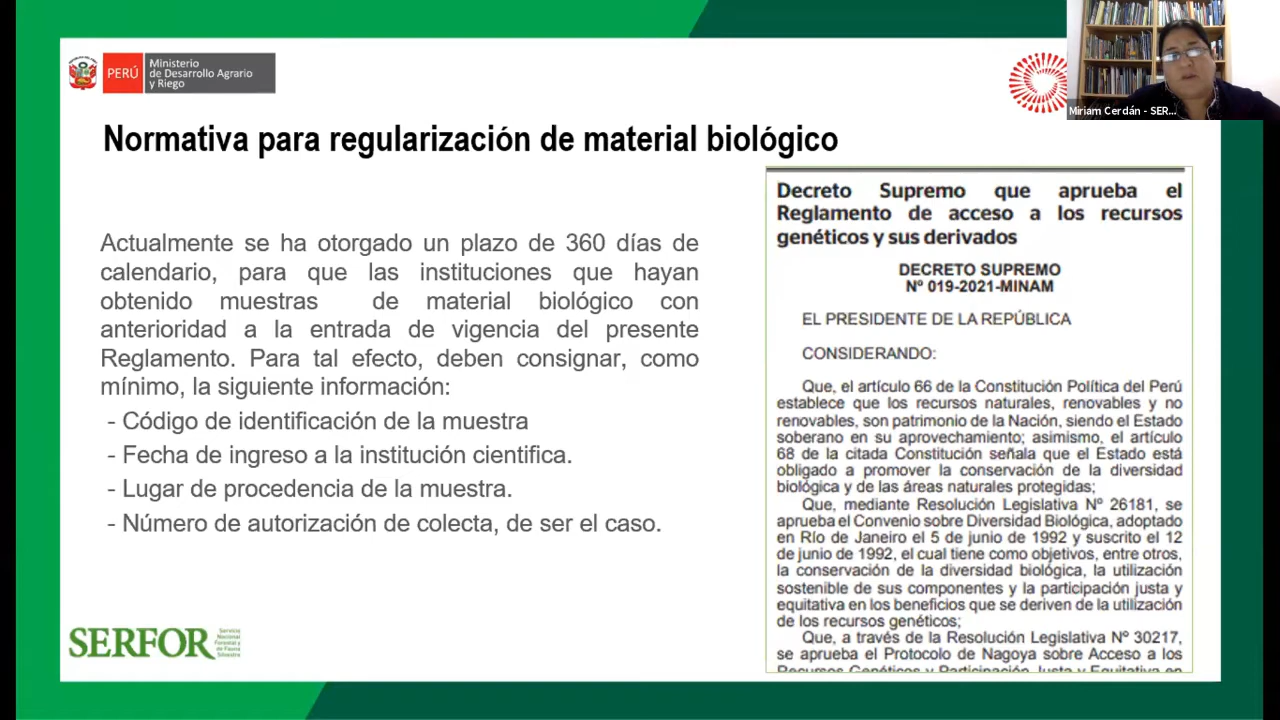 PERÚ
Ministerio
de Desarrollo Agrario
y Riego
Miriam Cerdán - SER...
Normativa para regularización de material biológico
Actualmente se ha otorgado un plazo de 360 días de
calendario, para que las instituciones que hayan
obtenido muestras de material biológico con
anterioridad a la entrada de vigencia del presente
Reglamento. Para tal efecto, deben consignar, como
mínimo, la siguiente información:
- Código de identificación de la muestra
- Fecha de ingreso a la institución cientifica.
- Lugar de procedencia de la muestra.
- Número de autorización de colecta, de ser el caso.
Decreto Supremo que aprueba el
Reglamento de acceso a los recursos
genéticos y sus derivados
DECRETO SUPREMO
Nº 019-2021-MINAM
EL PRESIDENTE DE LA REPÚBLICA
CONSIDERANDO:
Que, el artículo 66 de la Constitución Política del Perú
establece que los recursos naturales, renovables y no
renovables, son patrimonio de la Nación, siendo el Estado
soberano en su aprovechamiento; asimismo, el artículo
68 de la citada Constitución señala que el Estado está
obligado a promover la conservación de la diversidad
biológica y de las áreas naturales protegidas;
Que, mediante Resolución Legislativa Nº 26181, se
aprueba el Convenio sobre Diversidad Biológica, adoptado
en Río de Janeiro el 5 de junio de 1992 y suscrito el 12
de junio de 1992, el cual tiene como objetivos, entre otros,
la conservación de la diversidad biológica, la utilización
sostenible de sus componentes y la participación justa y
equitativa en los beneficios que se deriven de la utilización
de los recursos genéticos;
Que, a través de la Resolución Legislativa Nº 30217,
se aprueba el Protocolo de Nagoya sobre Acceso a los
Recursos Genéticos y Participación Justa y Equitativa en
SERFOR
Servicio
Nacional
Forestal y
de Fauna
Silvestre